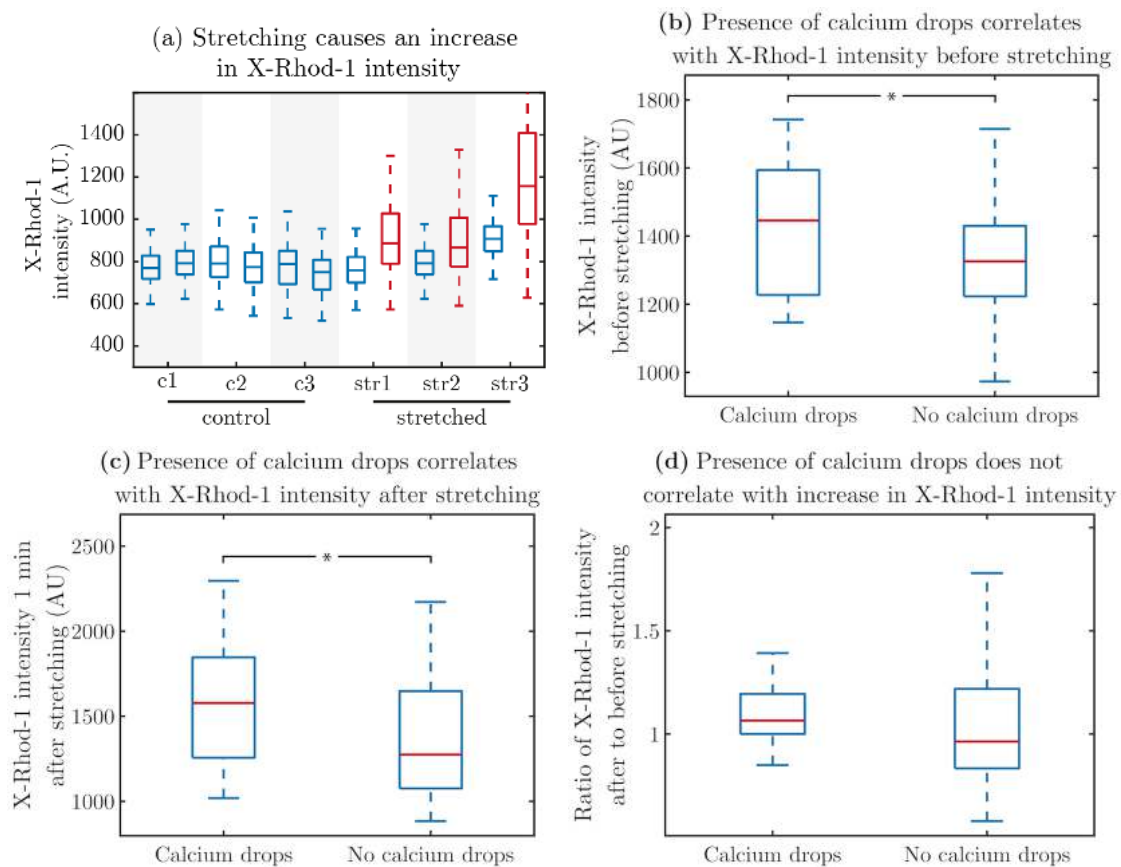 (a) Stretching causes an increase
in X-Rhod-1 intensity
X-Rhod-1
intensity (A.U.)
1400
1200
1000
800
600
400
c1 c2 c3 str1 str2 str3
control stretched
(b) Presence of calcium drops correlates
with X-Rhod-1 intensity before stretching
X-Rhod-1 intensity
before stretching (AU)
1800
1600
1400
1200
1000
*
Calcium drops No calcium drops
(c) Presence of calcium drops correlates
with X-Rhod-1 intensity after stretching
X-Rhod-1 intensity 1 min
after stretching (AU)
2500
2000
1500
1000
*
Calcium drops No calcium drops
(d) Presence of calcium drops does not
correlate with increase in X-Rhod-1 intensity
Ratio of X-Rhod-1 intensity
after to before stretching
2
1.5
1
Calcium drops No calcium drops